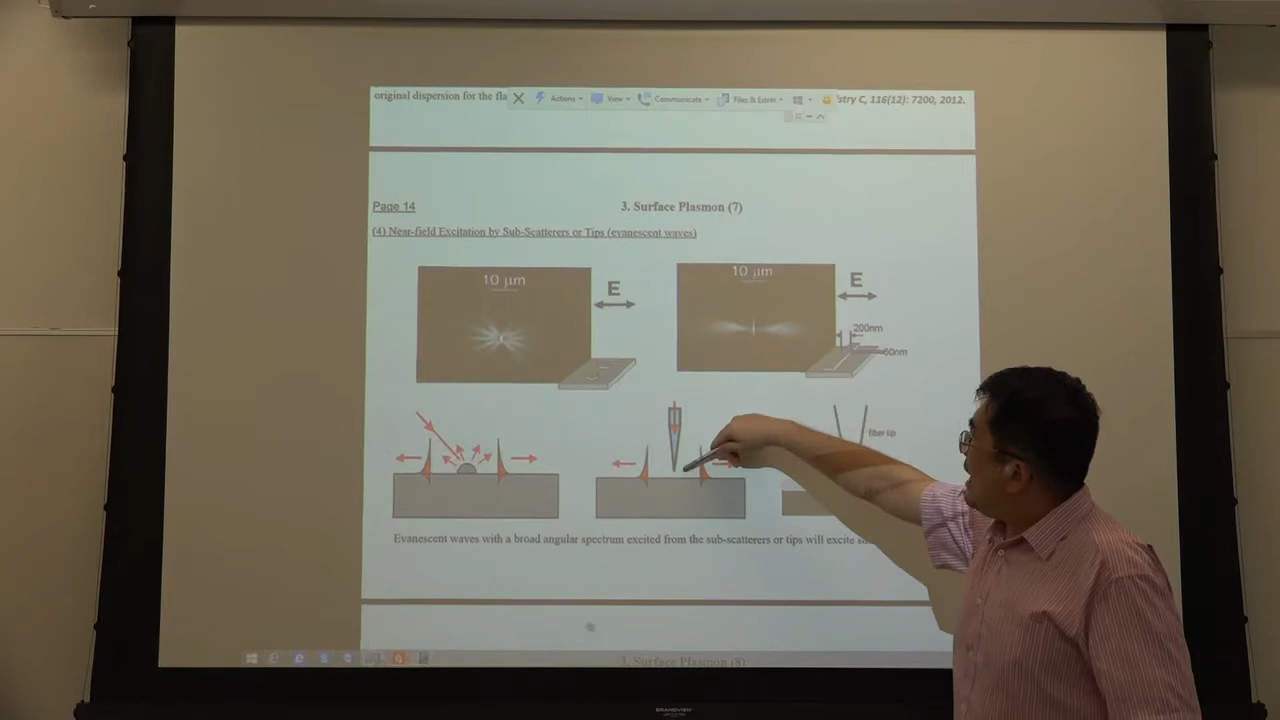 original dispersion for the fla
Actions
View
Communicate
Files & Extras
stry C, 116(12): 7200, 2012.
Page 14
3. Surface Plasmon (7)
(4) Near-field Excitation by Sub-Scatterers or Tips (evanescent waves)
10 µm
E
10 µm
E
200nm
60nm
fiber tip
Evanescent waves with a broad angular spectrum excited from the sub-scatterers or tips will excite
3. Surface Plasmon (8)
BRANDVIEW